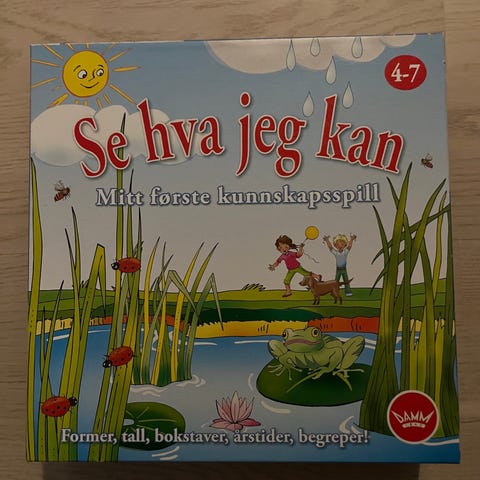 4-7
Se hva jeg kan
Mitt første kunnskapsspill
Former, tall, bokstaver, årstider, begreper!
DAMM